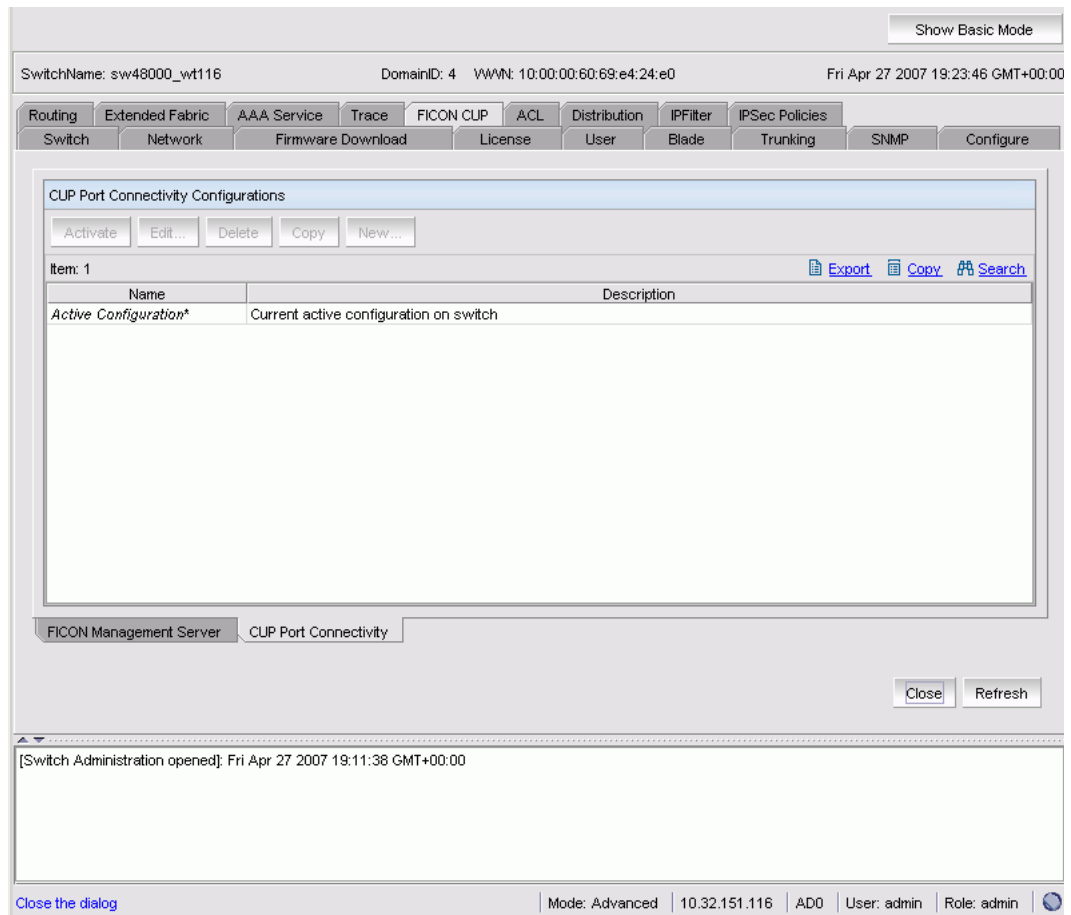 Show Basic Mode
SwitchName: sw48000_wt116 DomainID: 4 WWN: 10:00:00:60:69:e4:24:e0 Fri Apr 27 2007 19:23:46 GMT+00:00
Routing Extended Fabric AAA Service Trace FICON CUP ACL Distribution IPFilter IPSec Policies
Switch Network Firmware Download License User Blade Trunking SNMP Configure
CUP Port Connectivity Configurations
Activate Edit... Delete Copy New...
Item: 1 Export Copy Search
Name Description
Active Configuration* Current active configuration on switch
FICON Management Server CUP Port Connectivity
Close Refresh
[Switch Administration opened]: Fri Apr 27 2007 19:11:38 GMT+00:00
Close the dialog Mode: Advanced 10.32.151.116 AD0 User: admin Role: admin